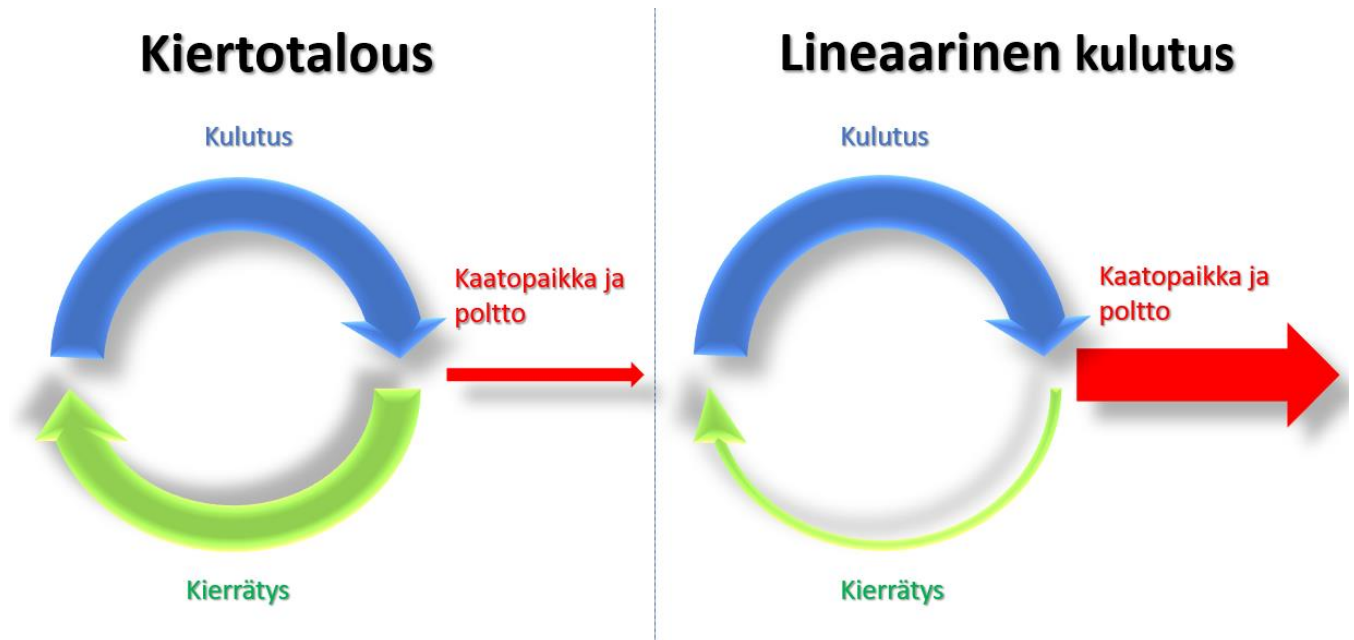 Kiertotalous
Kulutus
Kaatopaikka ja
poltto
Kierrätys
Lineaarinen kulutus
Kulutus
Kaatopaikka ja
poltto
Kierrätys